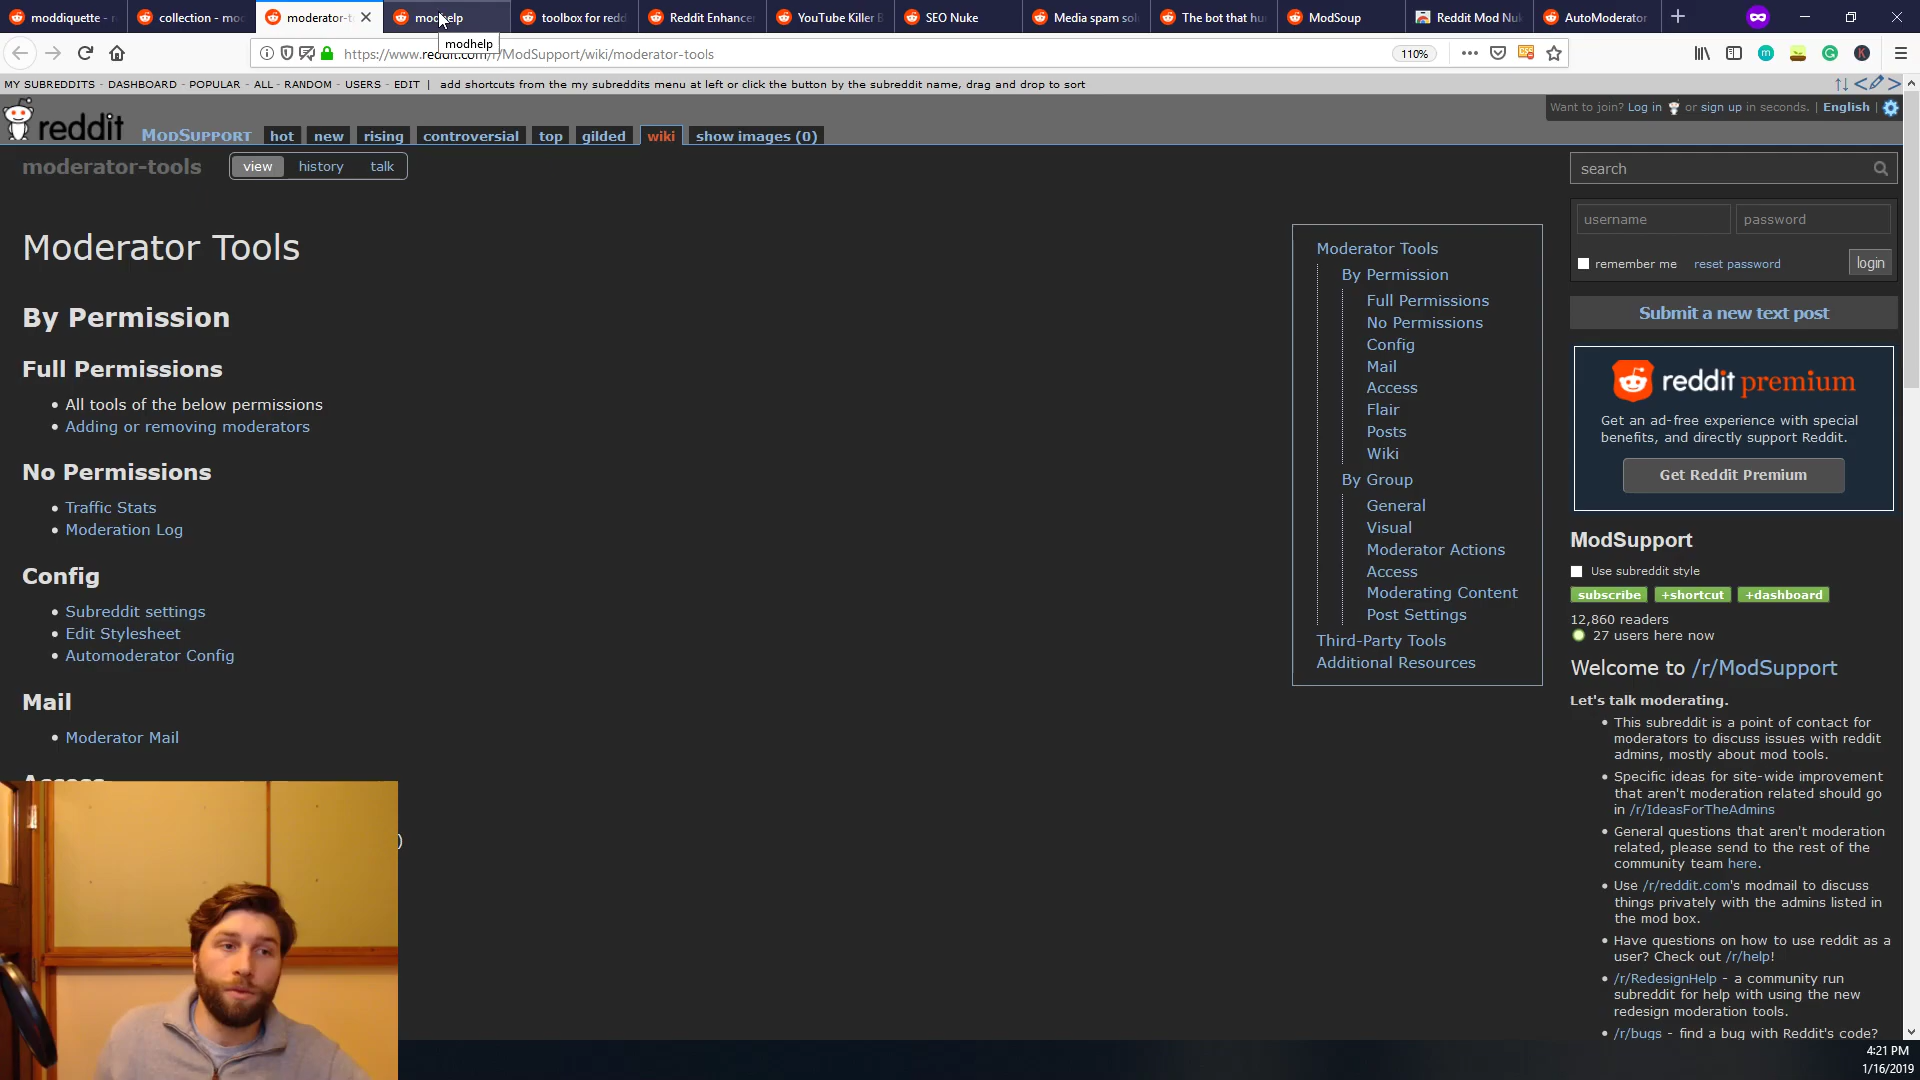 moddiquette - r
collection - mod
moderator-t
modhelp
toolbox for redd
Reddit Enhance
YouTube Killer B
SEO Nuke
Media spam sol
The bot that hu
ModSoup
Reddit Mod Nuk
AutoModerator
modhelp
https://www.reddit.com/r/ModSupport/wiki/moderator-tools
110%
MY SUBREDDITS - DASHBOARD - POPULAR - ALL - RANDOM - USERS - EDIT | add shortcuts from the my subreddits menu at left or click the button by the subreddit name, drag and drop to sort
Want to join? Log in or sign up in seconds. | English |
reddit MODSUPPORT hot new rising controversial top gilded wiki show images (0)
moderator-tools view history talk
search
username password
remember me reset password login
Submit a new text post
Moderator Tools
By Permission
Full Permissions
• All tools of the below permissions
• Adding or removing moderators
No Permissions
• Traffic Stats
• Moderation Log
Config
• Subreddit settings
• Edit Stylesheet
• Automoderator Config
Mail
• Moderator Mail
Access
)
Moderator Tools
By Permission
Full Permissions
No Permissions
Config
Mail
Access
Flair
Posts
Wiki
By Group
General
Visual
Moderator Actions
Access
Moderating Content
Post Settings
Third-Party Tools
Additional Resources
reddit premium
Get an ad-free experience with special
benefits, and directly support Reddit.
Get Reddit Premium
ModSupport
Use subreddit style
subscribe +shortcut +dashboard
12,860 readers
27 users here now
Welcome to /r/ModSupport
Let's talk moderating.
• This subreddit is a point of contact for
moderators to discuss issues with reddit
admins, mostly about mod tools.
• Specific ideas for site-wide improvement
that aren't moderation related should go
in /r/IdeasForTheAdmins
• General questions that aren't moderation
related, please send to the rest of the
community team here.
• Use /r/reddit.com's modmail to discuss
things privately with the admins listed in
the mod box.
• Have questions on how to use reddit as a
user? Check out /r/help!
• /r/RedesignHelp - a community run
subreddit for help with using the new
redesign moderation tools.
• /r/bugs - find a bug with Reddit's code?
4:21 PM
1/16/2019